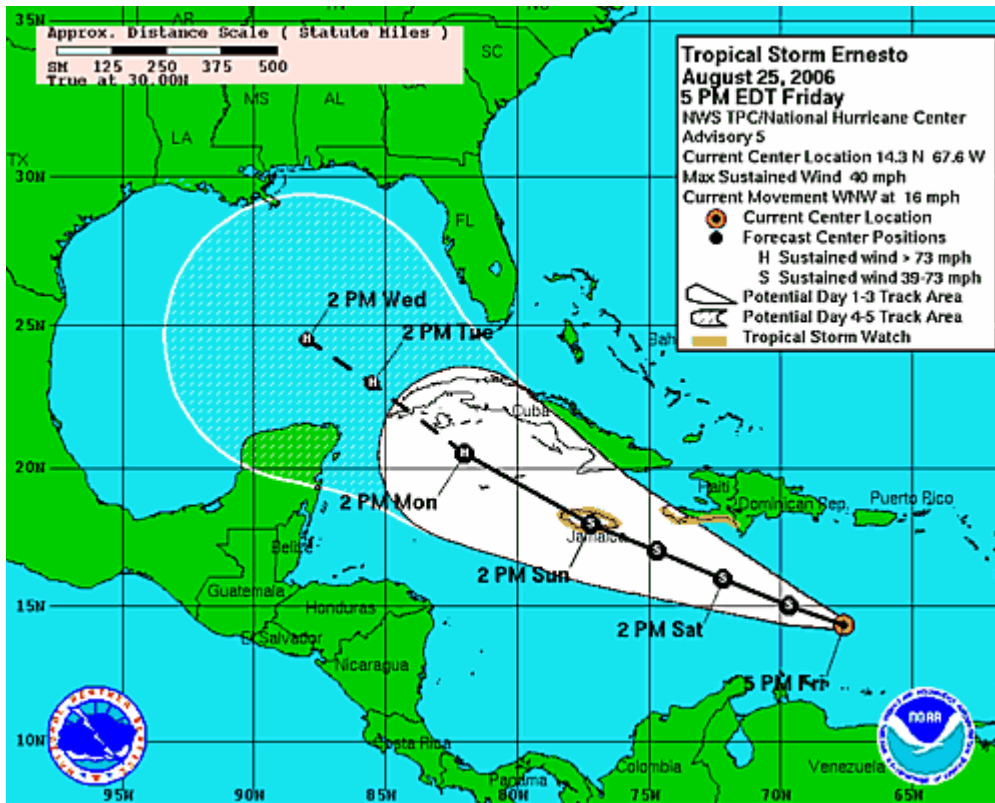 35N
AR
TN
NC
Approx. Distance Scale ( Statute Miles )
SM 125 250 375 500
True at 30.00N
SC
MS
AL
GA
LA
TX
30N
FL
Tropical Storm Ernesto
August 25, 2006
5 PM EDT Friday
NWS TPC/National Hurricane Center
Advisory 5
Current Center Location 14.3 N 67.6 W
Max Sustained Wind 40 mph
Current Movement WNW at 16 mph
Current Center Location
Forecast Center Positions
H Sustained wind > 73 mph
S Sustained wind 39-73 mph
Potential Day 1-3 Track Area
Potential Day 4-5 Track Area
Tropical Storm Watch
2 PM Wed
25N
H
2 PM Tue
Bah
H
Cuba
20N
H
2 PM Mon
Haiti
Dominican Rep.
Puerto Rico
S
Jamaica
Belize
2 PM Sun
S
S
Guatemala
15N
Honduras
S
2 PM Sat
El Salvador
Nicaragua
5 PM Fri
NOAA
10N
Costa Rica
Panama
Colombia
Venezuela
95W
90W
85W
80W
75W
70W
65W